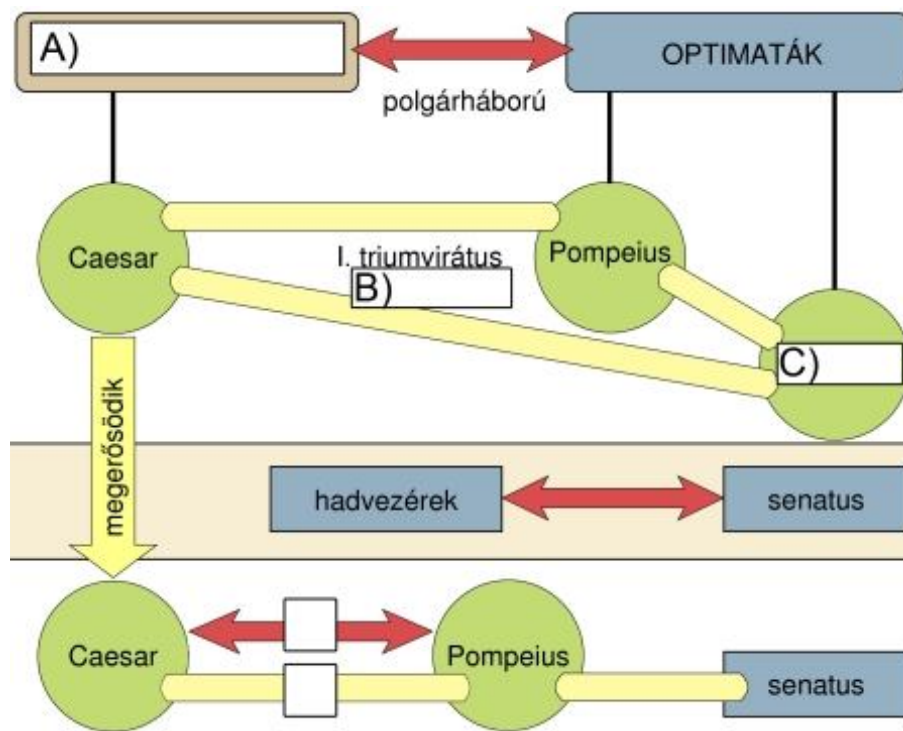 A)
OPTIMATÁK
polgárháború
Caesar
Pompeius
I. triumvirátus
B)
C)
megerősödik
hadvezérek
senatus
Caesar
Pompeius
senatus